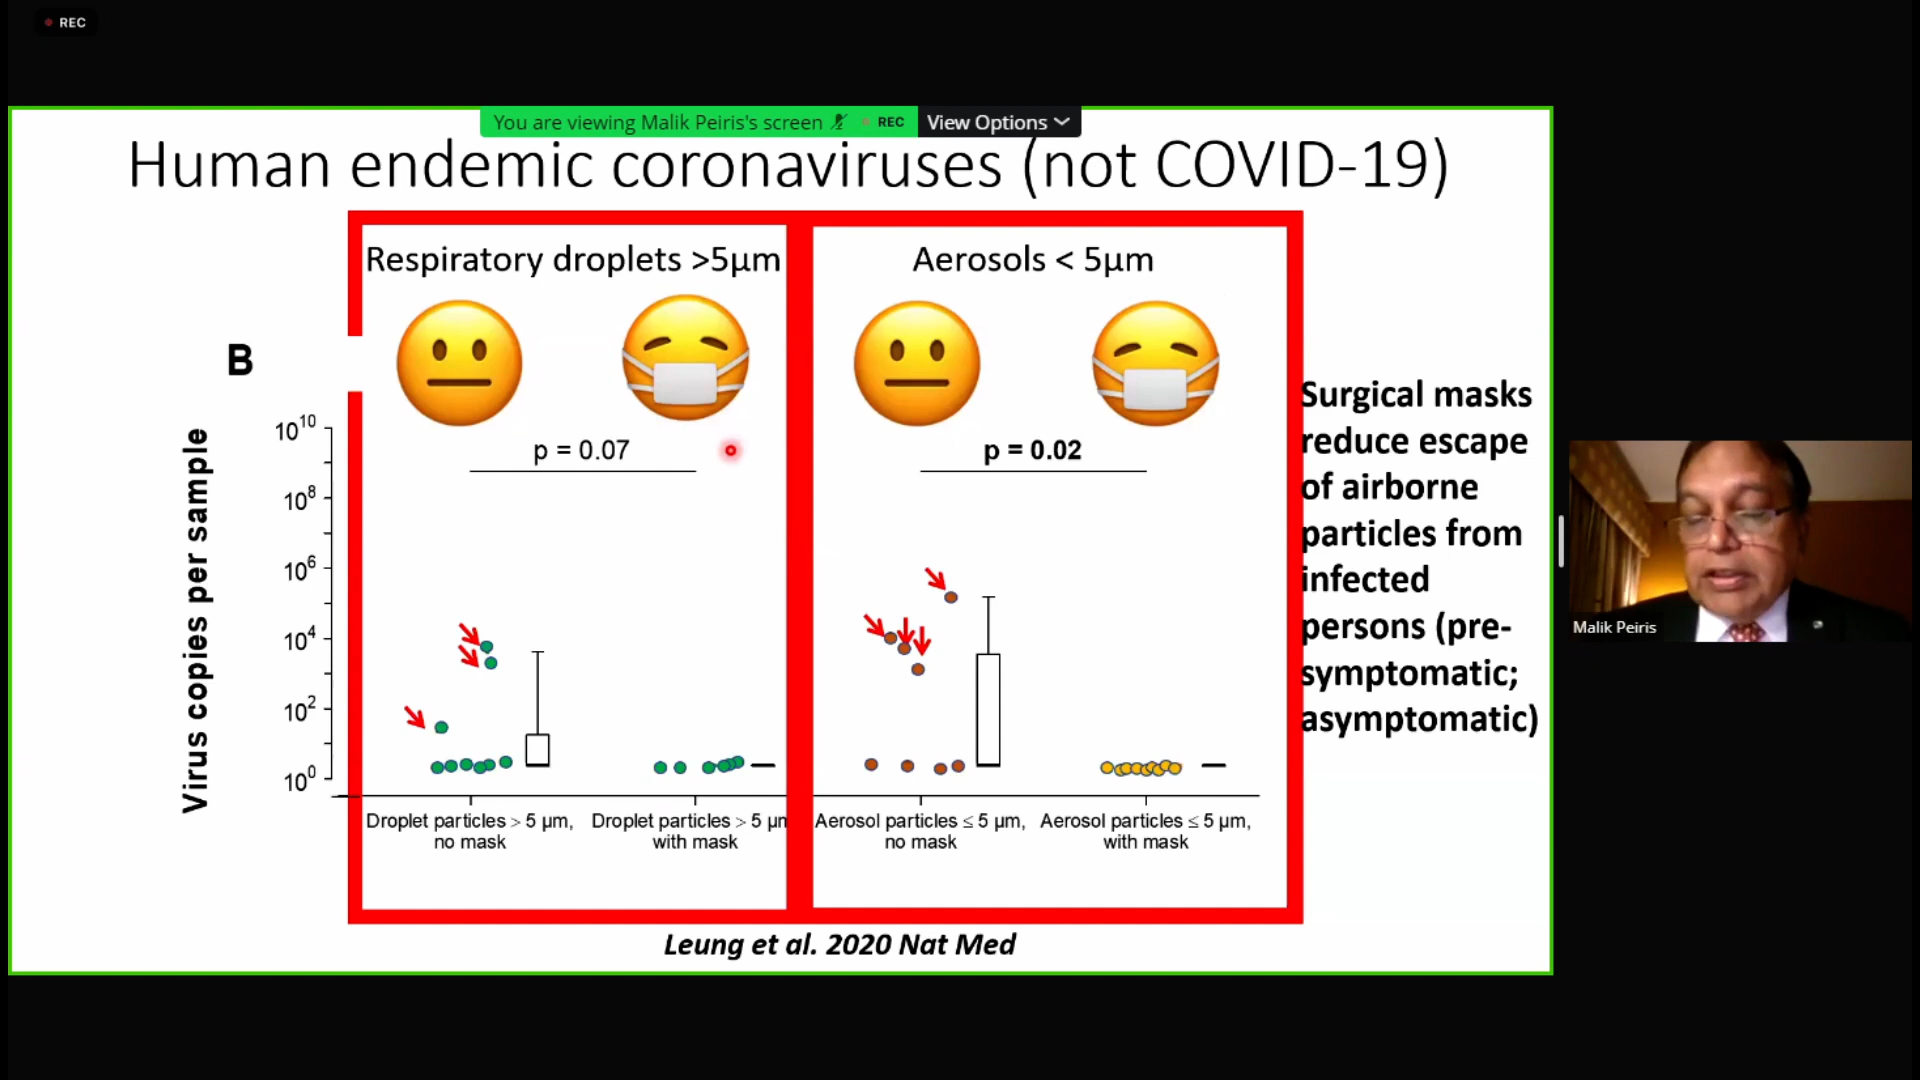 REC
You are viewing Malik Peiris's screen REC View Options
Human endemic coronaviruses (not COVID-19)
Respiratory droplets >5µm
Aerosols < 5µm
B
p = 0.07
p = 0.02
Virus copies per sample
10¹⁰
10⁸
10⁶
10⁴
10²
10⁰
Droplet particles > 5 µm,
no mask
Droplet particles > 5 µm
with mask
Aerosol particles ≤ 5 µm,
no mask
Aerosol particles ≤ 5 µm,
with mask
Surgical masks
reduce escape
of airborne
particles from
infected
persons (pre-
symptomatic;
asymptomatic)
Leung et al. 2020 Nat Med
Malik Peiris